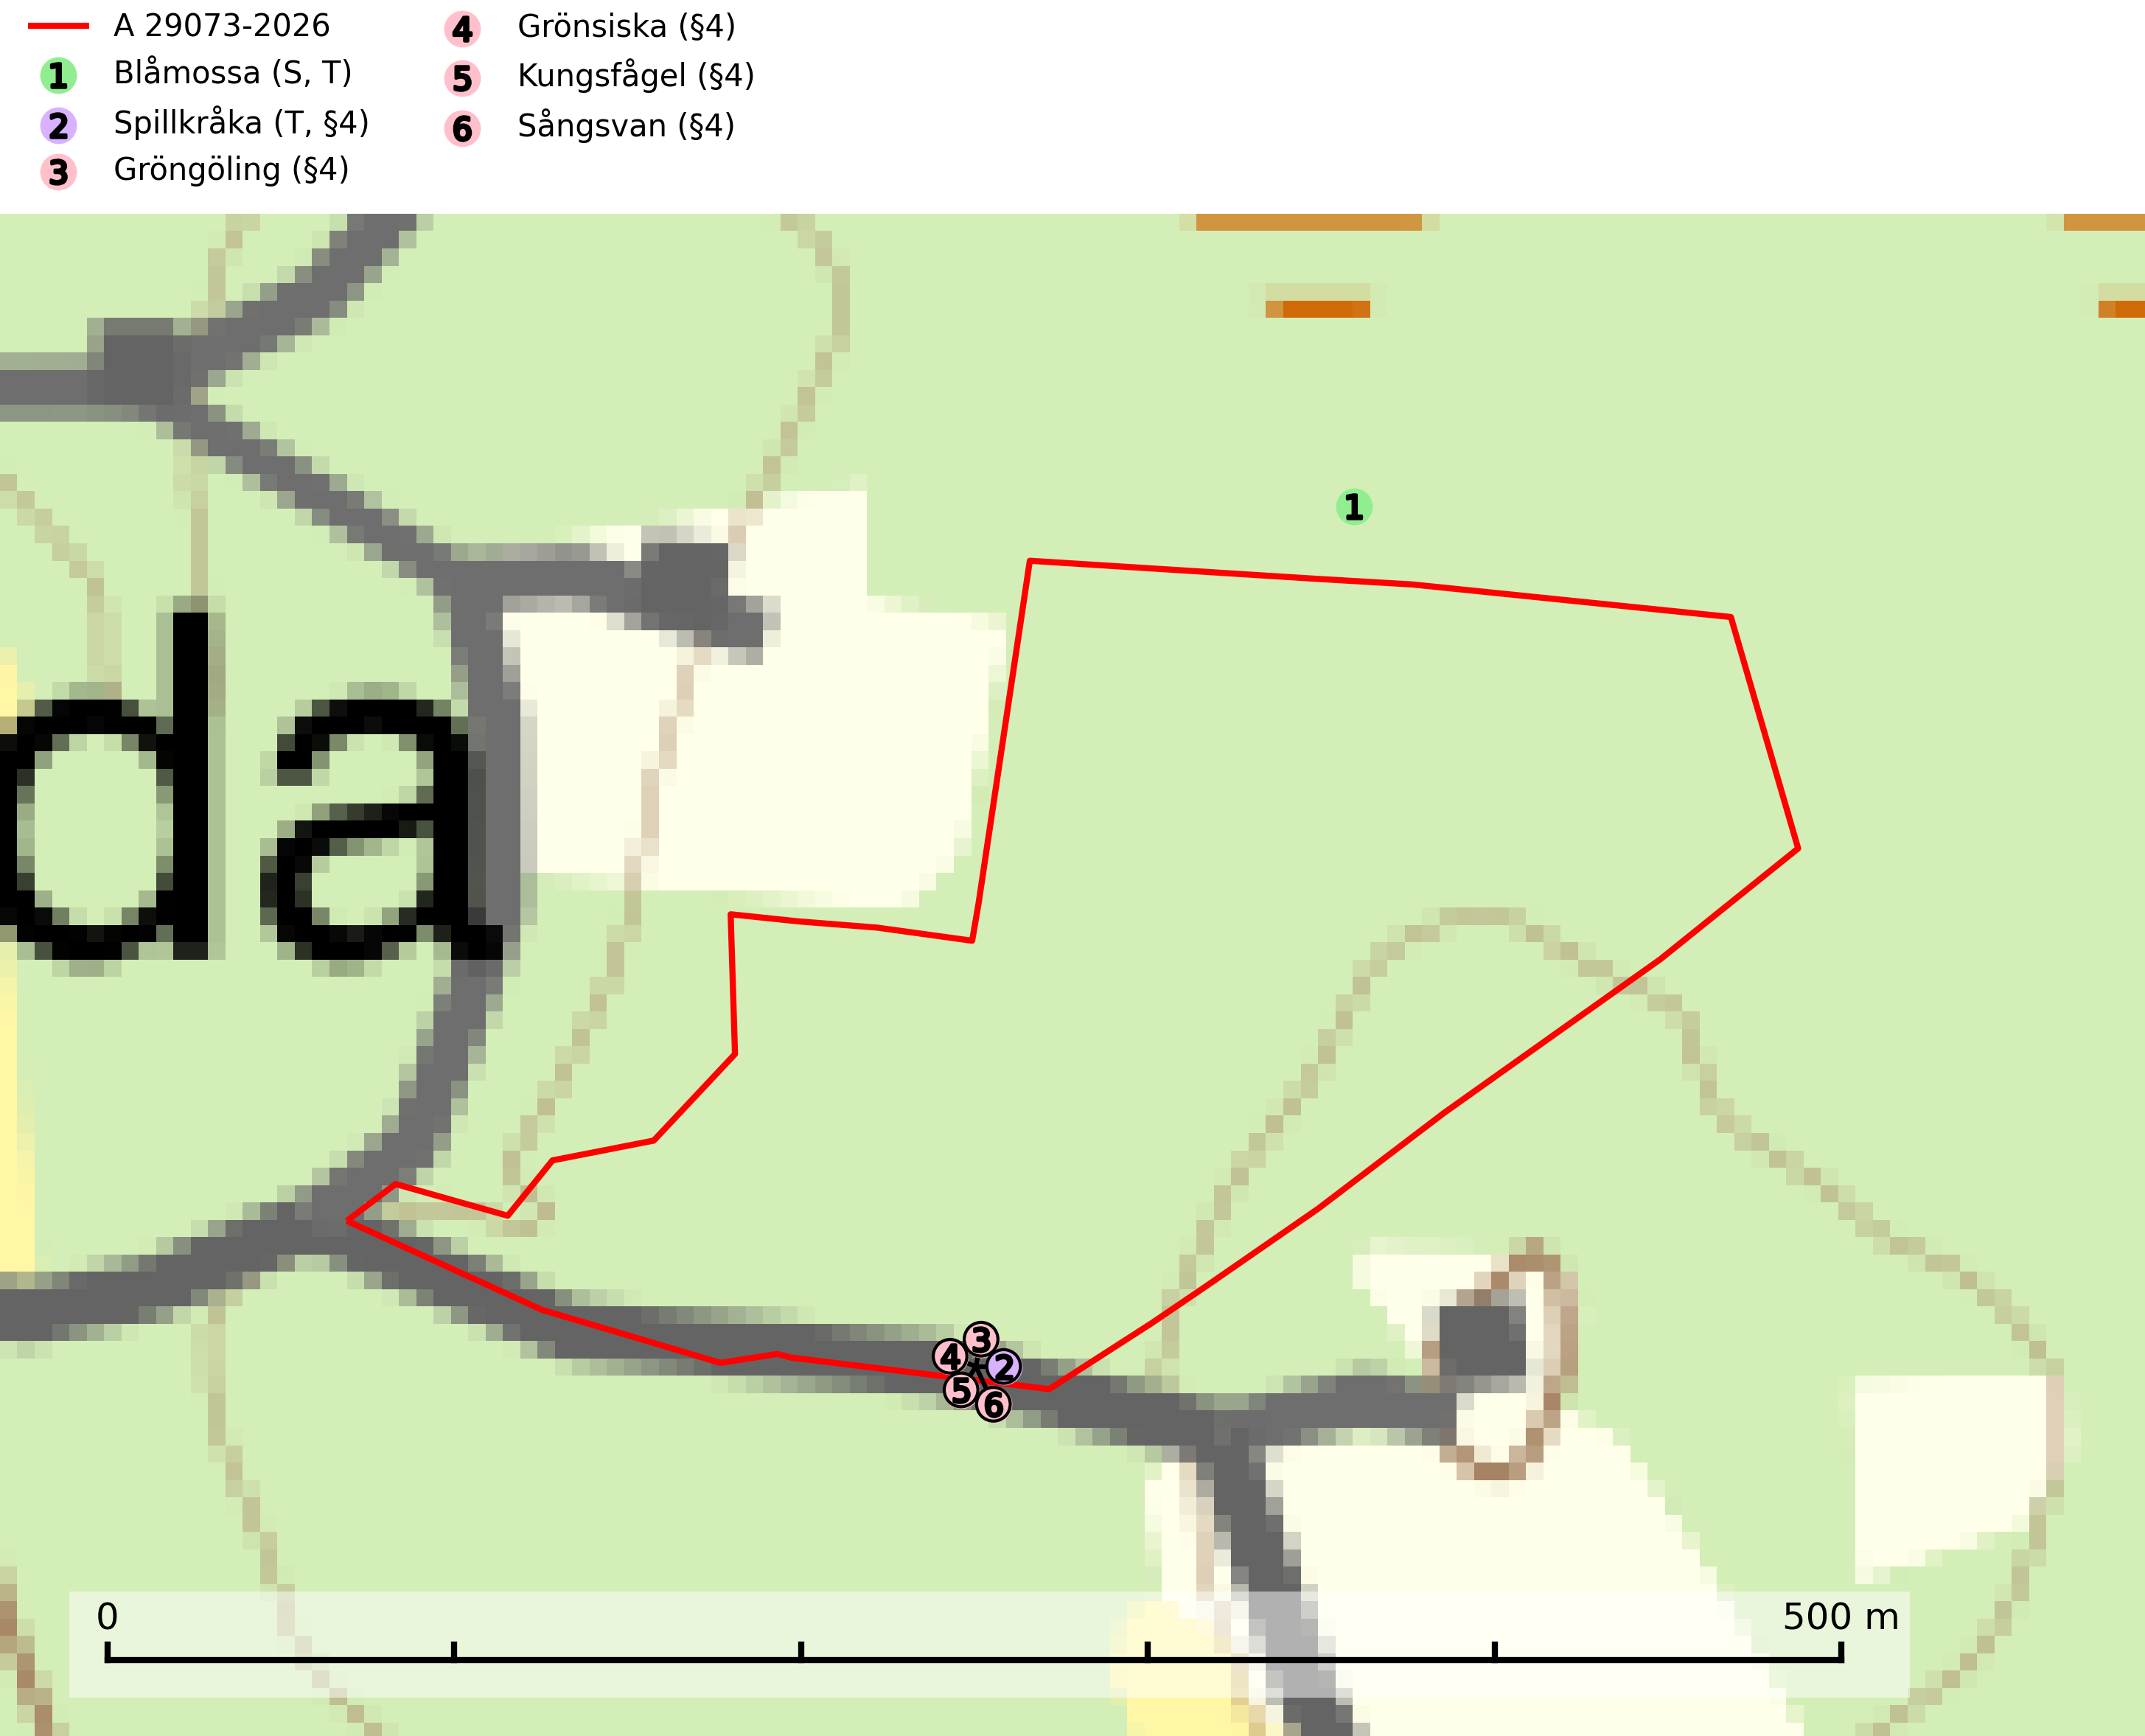 A 29073-2026
1 Blåmossa (S, T)
2 Spillkråka (T, §4)
3 Gröngöling (§4)
4 Grönsiska (§4)
5 Kungsfågel (§4)
6 Sångsvan (§4)
1
da
3
4
2
5
6
0
500 m